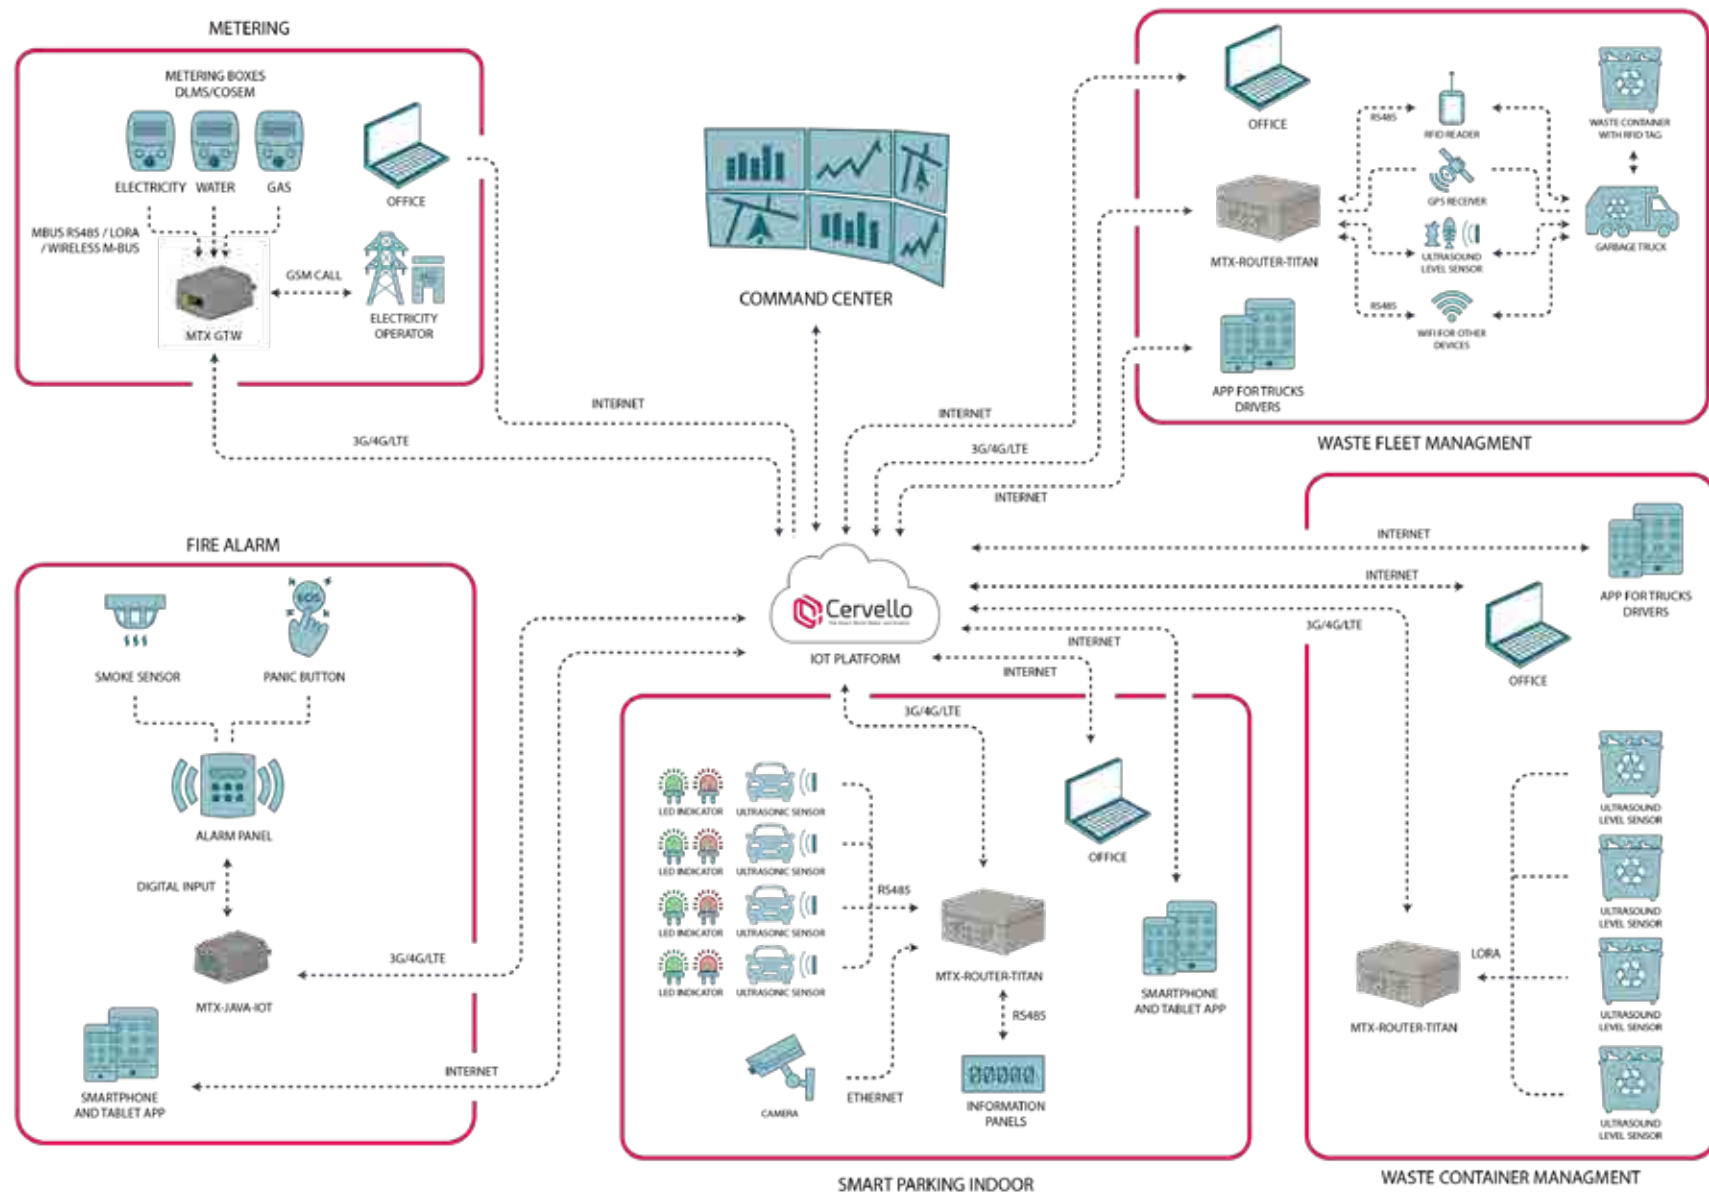 METERING
METERING BOXES
DLMS/COSEM
ELECTRICITY
WATER
GAS
OFFICE
MBUS RS485 / LORA
/ WIRELESS M-BUS
GSM CALL
MTX GTW
ELECTRICITY
OPERATOR
INTERNET
3G/4G/LTE
COMMAND CENTER
OFFICE
RS485
RFID READER
WASTE CONTAINER
WITH RFID TAG
GPS RECEIVER
MTX-ROUTER-TITAN
ULTRASOUND
LEVEL SENSOR
GARBAGE TRUCK
RS485
WIFI FOR OTHER
DEVICES
APP FOR TRUCKS
DRIVERS
INTERNET
3G/4G/LTE
INTERNET
WASTE FLEET MANAGMENT
FIRE ALARM
SMOKE SENSOR
SOS
PANIC BUTTON
ALARM PANEL
DIGITAL INPUT
MTX-JAVA-IOT
3G/4G/LTE
SMARTPHONE
AND TABLET APP
INTERNET
Cervello
IOT PLATFORM
INTERNET
INTERNET
3G/4G/LTE
LED INDICATOR
ULTRASONIC SENSOR
LED INDICATOR
ULTRASONIC SENSOR
LED INDICATOR
ULTRASONIC SENSOR
LED INDICATOR
ULTRASONIC SENSOR
RS485
OFFICE
MTX-ROUTER-TITAN
RS485
SMARTPHONE
AND TABLET APP
CAMERA
ETHERNET
00000
INFORMATION
PANELS
SMART PARKING INDOOR
INTERNET
INTERNET
3G/4G/LTE
APP FOR TRUCKS
DRIVERS
OFFICE
ULTRASOUND
LEVEL SENSOR
ULTRASOUND
LEVEL SENSOR
LORA
MTX-ROUTER-TITAN
ULTRASOUND
LEVEL SENSOR
ULTRASOUND
LEVEL SENSOR
WASTE CONTAINER MANAGMENT